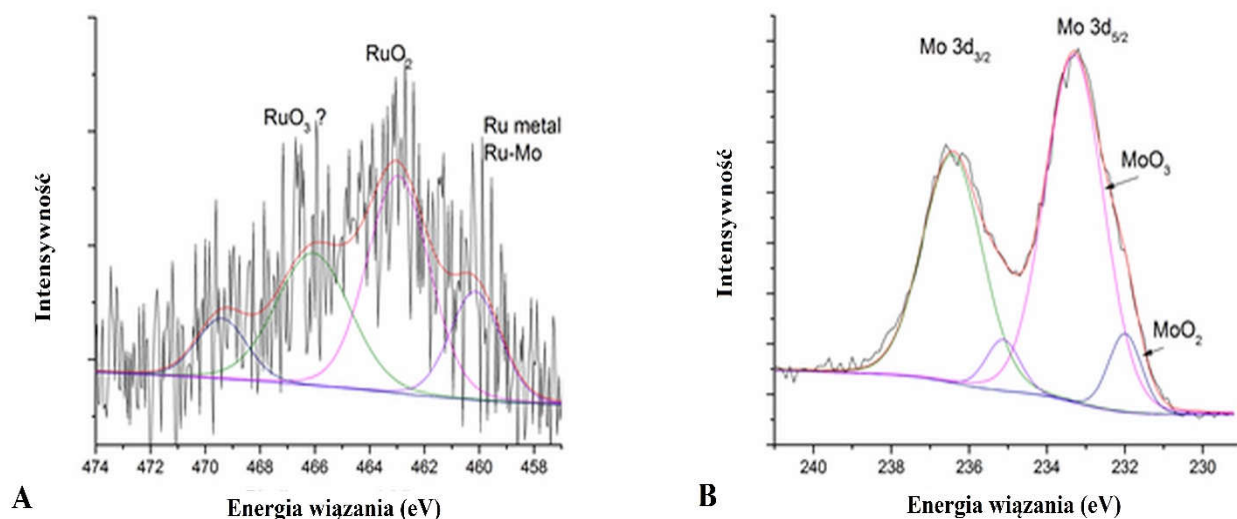 RuO₂
RuO₃ ?
Ru metal
Ru-Mo
Intensywność
474 472 470 468 466 464 462 460 458
A
Energia wiązania (eV)
Mo 3d₃/₂
Mo 3d₅/₂
MoO₃
MoO₂
Intensywność
240 238 236 234 232 230
B
Energia wiązania (eV)